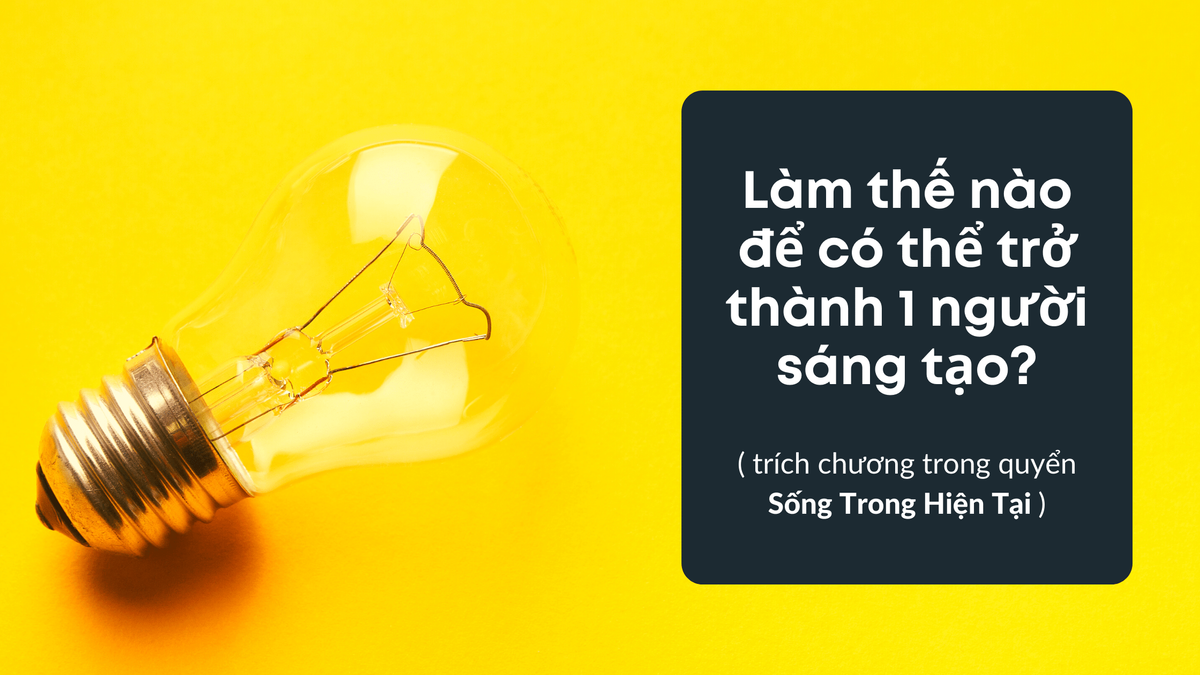 Làm thế nào
để có thể trở
thành 1 người
sáng tạo?
( trích chương trong quyển
Sống Trong Hiện Tại )